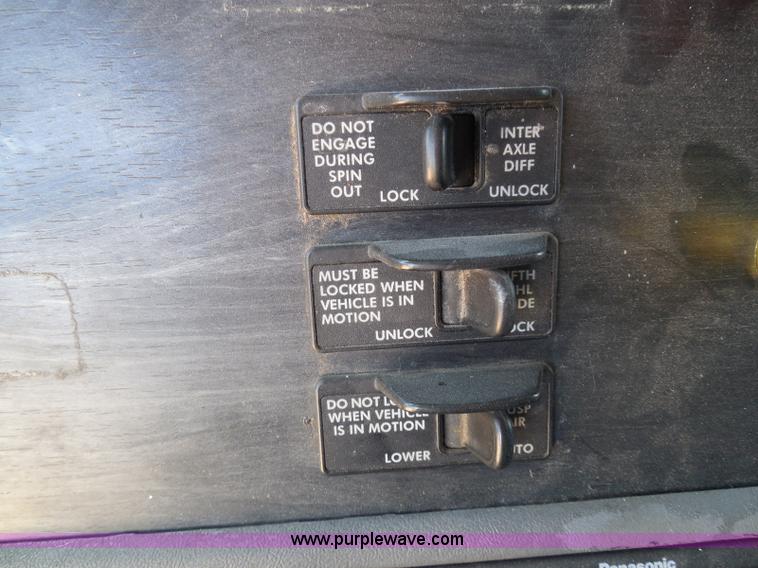 DO NOT
ENGAGE
DURING
SPIN
OUT
LOCK
INTER
AXLE
DIFF
UNLOCK
MUST BE
LOCKED WHEN
VEHICLE IS IN
MOTION
UNLOCK
DO NOT
WHEN VEHICLE
IS IN MOTION
LOWER
www.purplewave.com
Panasonic